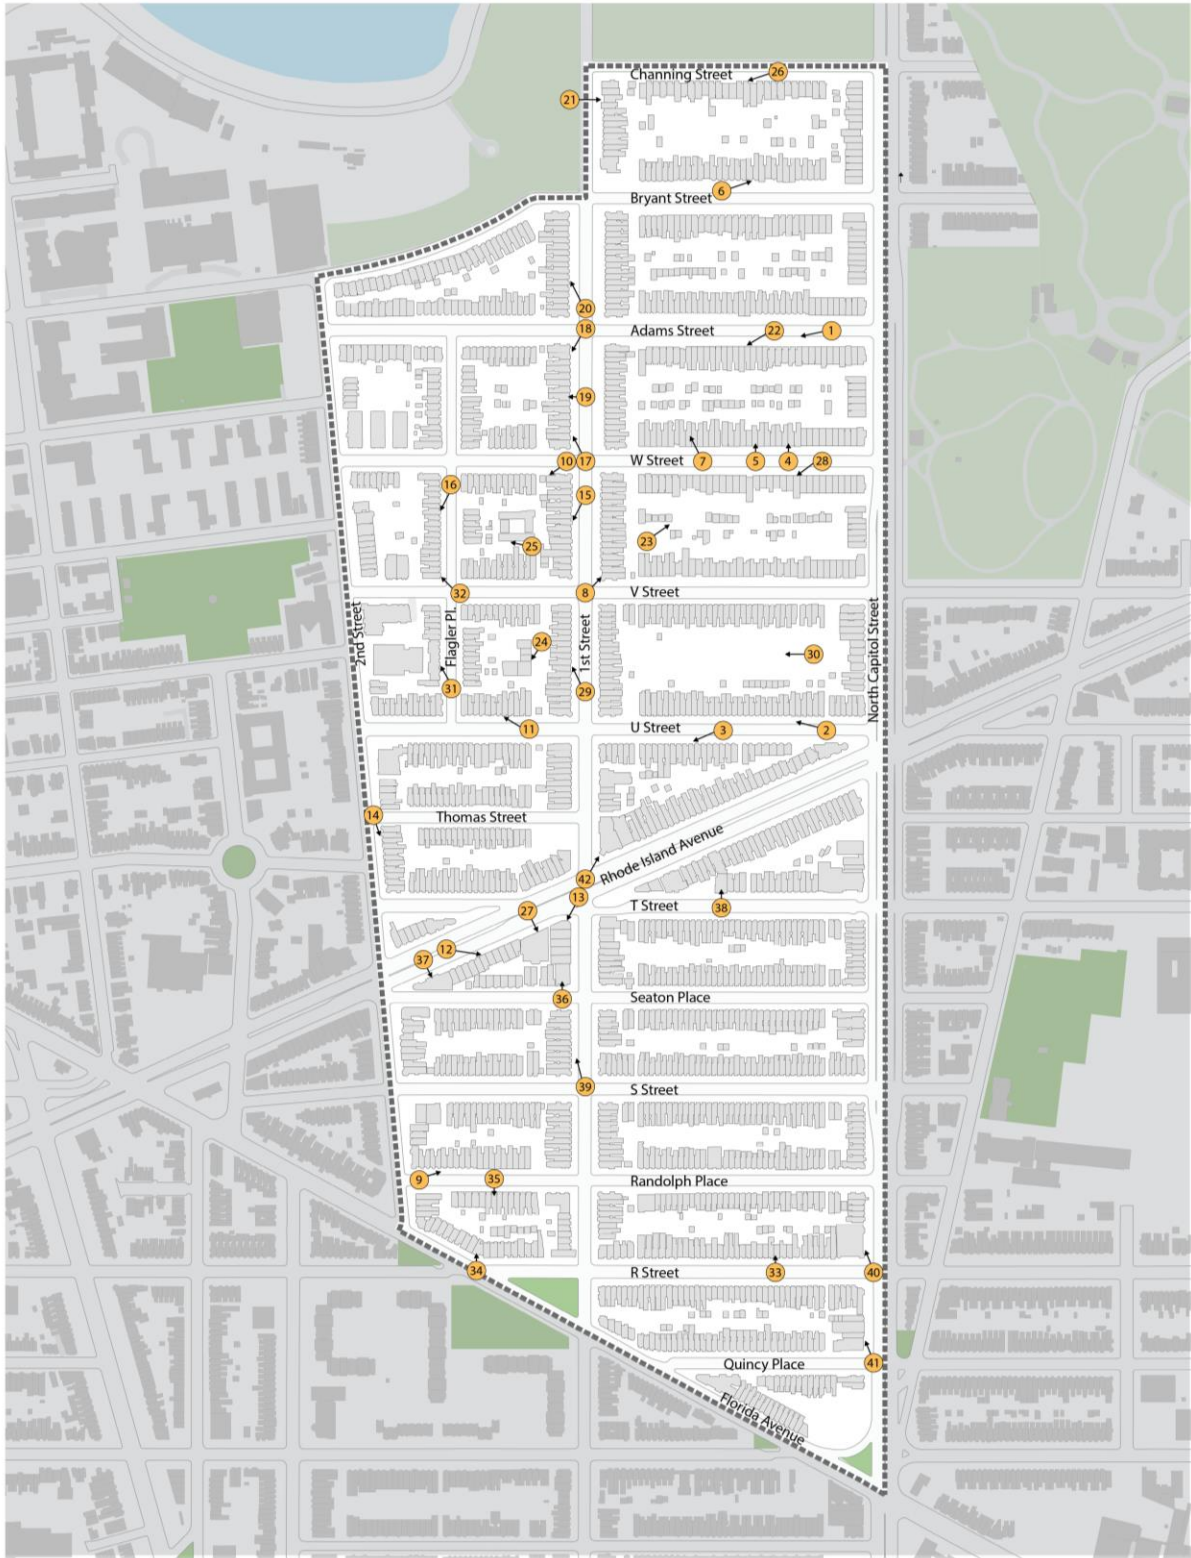 Channing Street
26
21
6
Bryant Street
20
18
Adams Street
22
1
19
10
17
W Street
7
5
4
28
16
15
25
23
32
8
V Street
2nd Street
Flagler Pl.
24
1st Street
30
North Capitol Street
31
29
11
U Street
3
2
14
Thomas Street
42
Rhode Island Avenue
13
27
T Street
38
12
37
36
Seaton Place
39
S Street
9
35
Randolph Place
34
R Street
33
40
Quincy Place
41
Florida Avenue